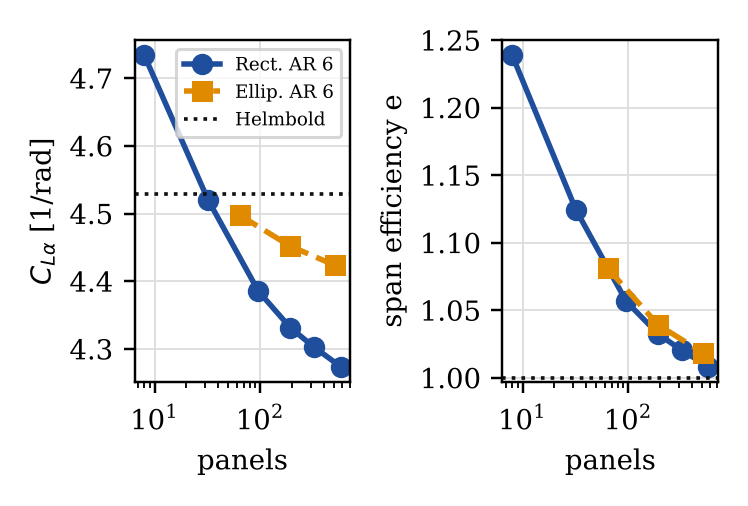 4.7
4.6
4.5
4.4
4.3
C_{Lα} [1/rad]
10^1
10^2
panels
Rect. AR 6
Ellip. AR 6
Helmbold
1.25
1.20
1.15
1.10
1.05
1.00
span efficiency e
10^1
10^2
panels